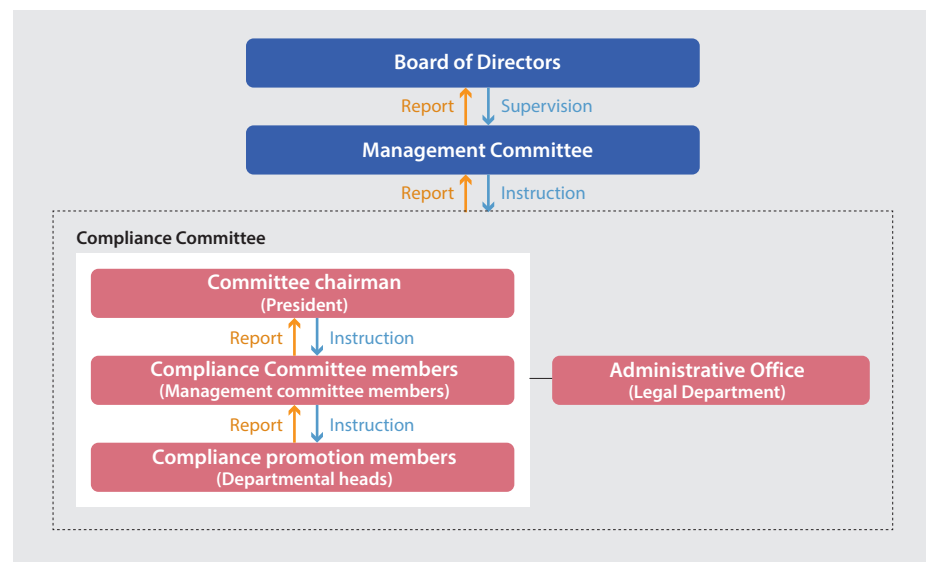 Board of Directors
Report
Supervision
Management Committee
Report
Instruction
Compliance Committee
Committee chairman
(President)
Report
Instruction
Compliance Committee members
(Management committee members)
Administrative Office
(Legal Department)
Report
Instruction
Compliance promotion members
(Departmental heads)